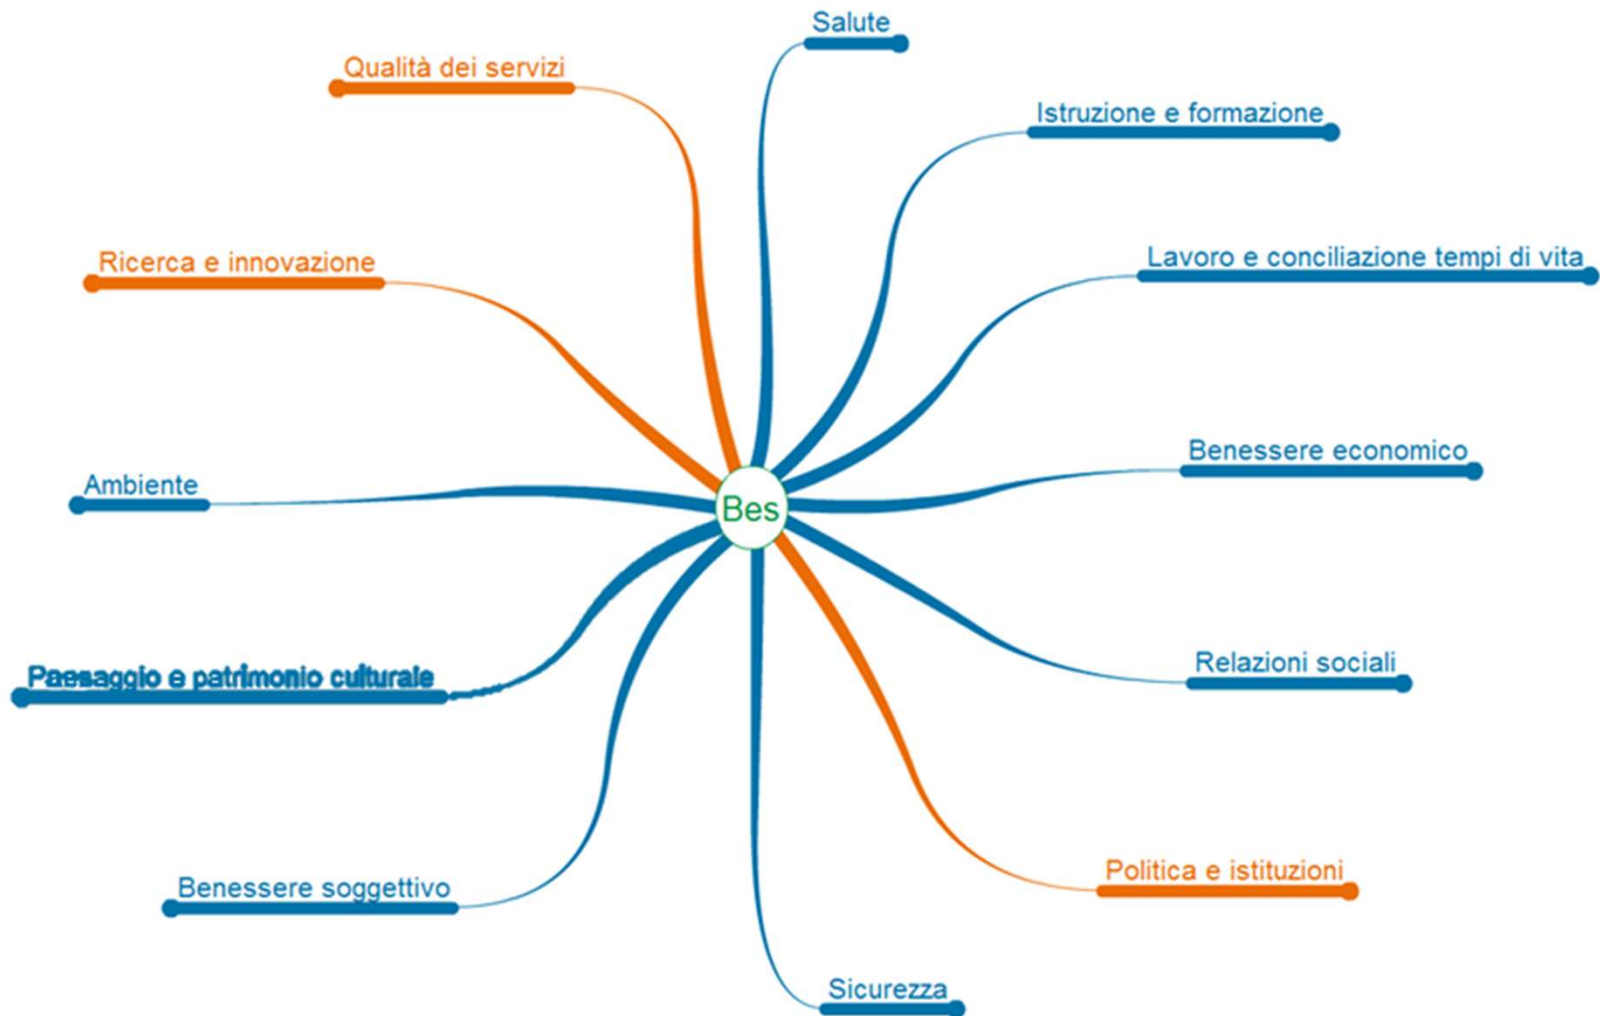 Salute
Qualità dei servizi
Istruzione e formazione
Lavoro e conciliazione tempi di vita
Ricerca e innovazione
Benessere economico
Ambiente
Bes
Relazioni sociali
Paesaggio e patrimonio culturale
Politica e istituzioni
Benessere soggettivo
Sicurezza